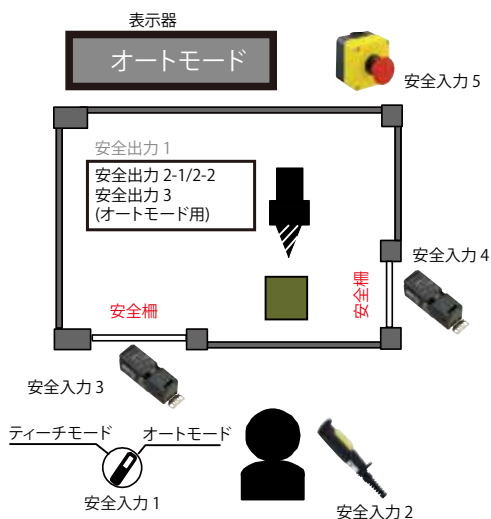 表示器
オートモード
安全入力 5
安全出力 1
安全出力 2-1/2-2
安全出力 3
(オートモード用)
安全入力 4
安全柵
安全柵
安全入力 3
ティーチモード
オートモード
安全入力 1
安全入力 2